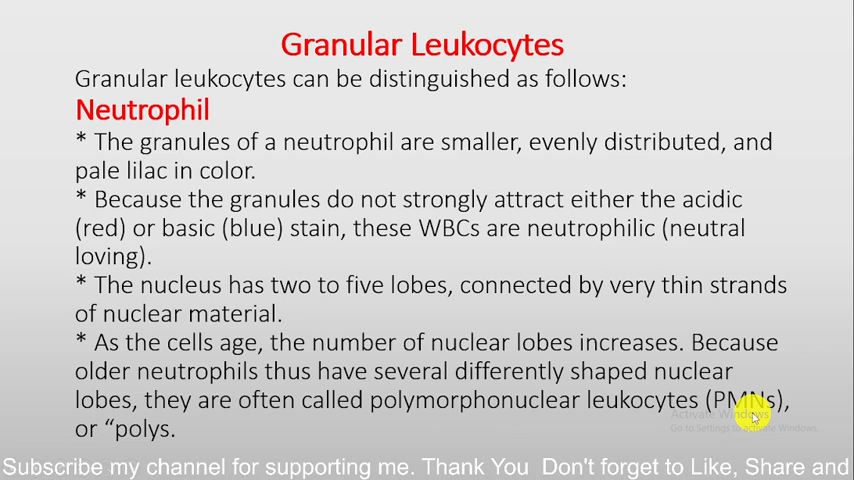 Granular Leukocytes
Granular leukocytes can be distinguished as follows:
Neutrophil
* The granules of a neutrophil are smaller, evenly distributed, and
pale lilac in color.
* Because the granules do not strongly attract either the acidic
(red) or basic (blue) stain, these WBCs are neutrophilic (neutral
loving).
* The nucleus has two to five lobes, connected by very thin strands
of nuclear material.
* As the cells age, the number of nuclear lobes increases. Because
older neutrophils thus have several differently shaped nuclear
lobes, they are often called polymorphonuclear leukocytes (PMNs),
Activate Windows
Go to Settings to activate Windows.
or “polys.
Subscribe my channel for supporting me. Thank You  Don't forget to Like, Share and